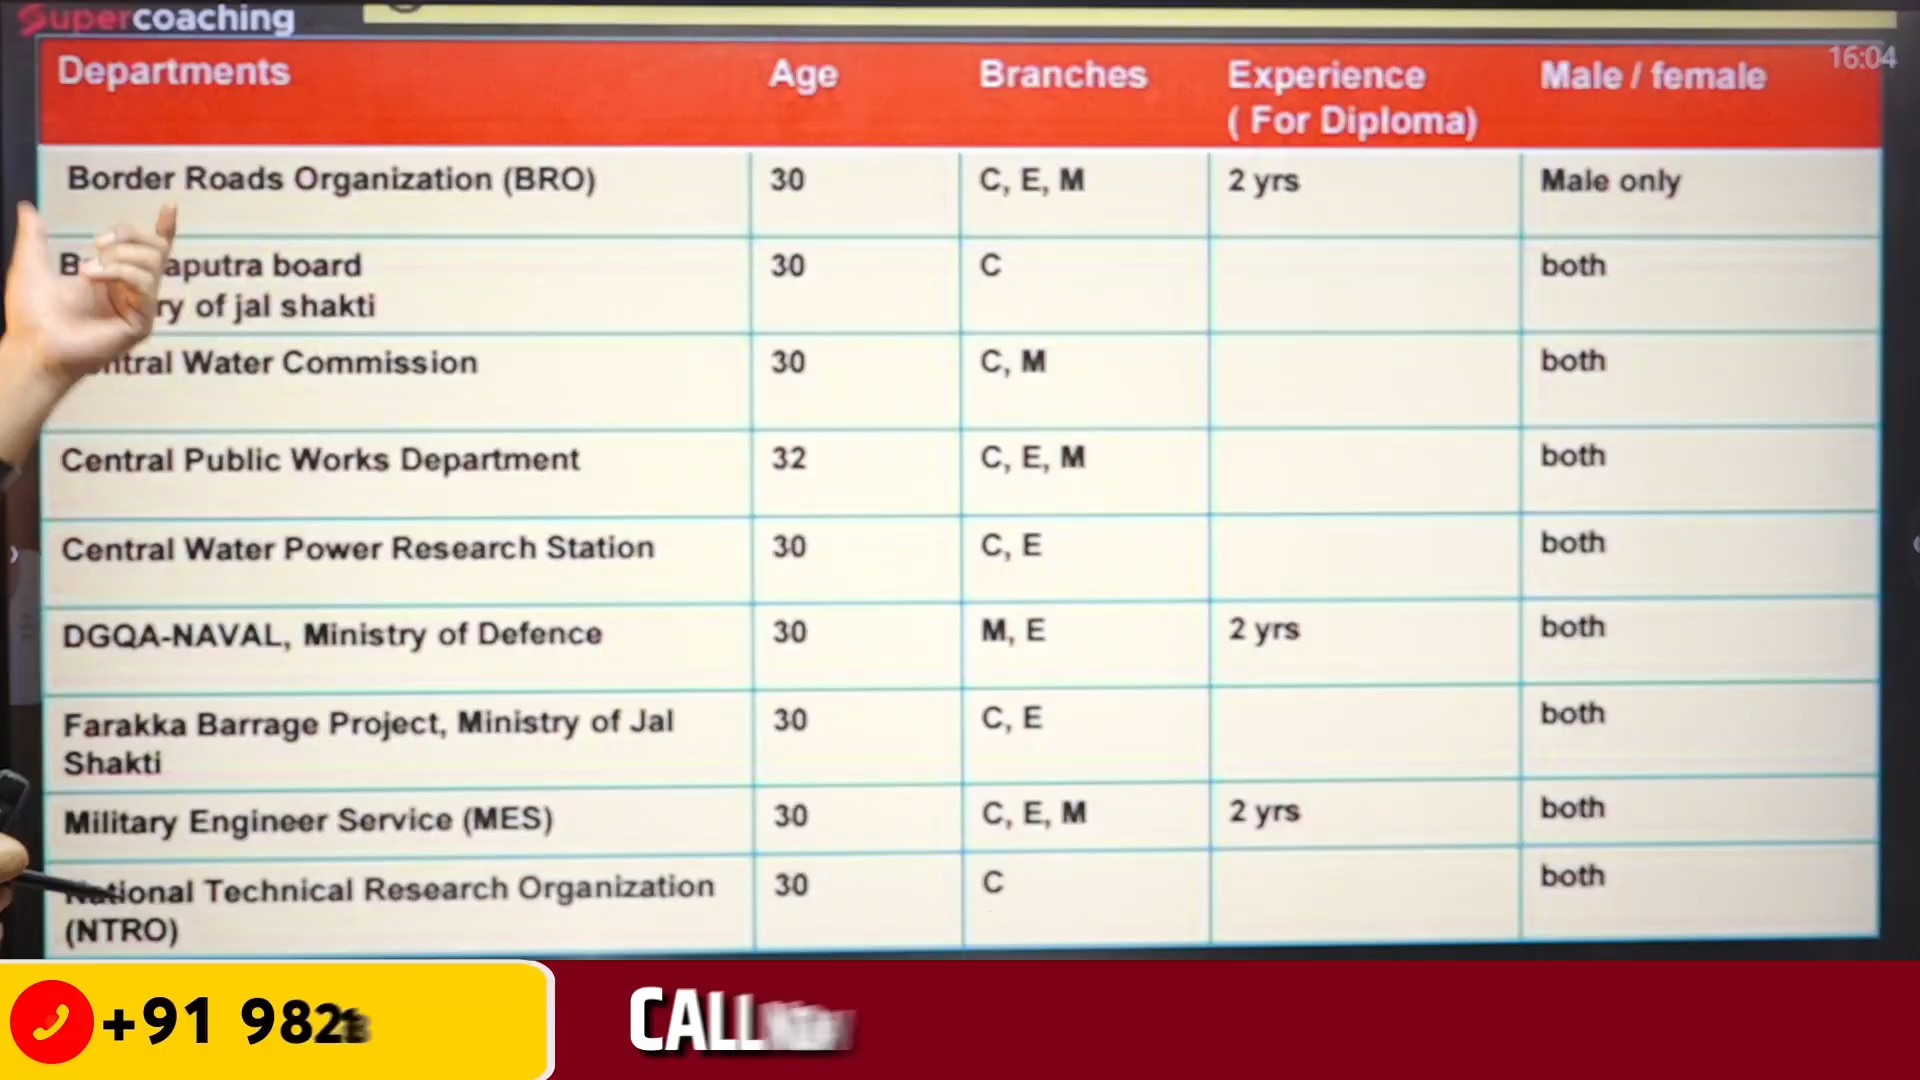 Supercoaching
16:04
Departments Age Branches Experience Male / female
( For Diploma)
Border Roads Organization (BRO) 30 C, E, M 2 yrs Male only
aputra board 30 C both
ry of jal shakti
ntral Water Commission 30 C, M both
Central Public Works Department 32 C, E, M both
Central Water Power Research Station 30 C, E both
DGQA-NAVAL, Ministry of Defence 30 M, E 2 yrs both
Farakka Barrage Project, Ministry of Jal 30 C, E both
Shakti
Military Engineer Service (MES) 30 C, E, M 2 yrs both
National Technical Research Organization 30 C both
(NTRO)
+91 982
CALL